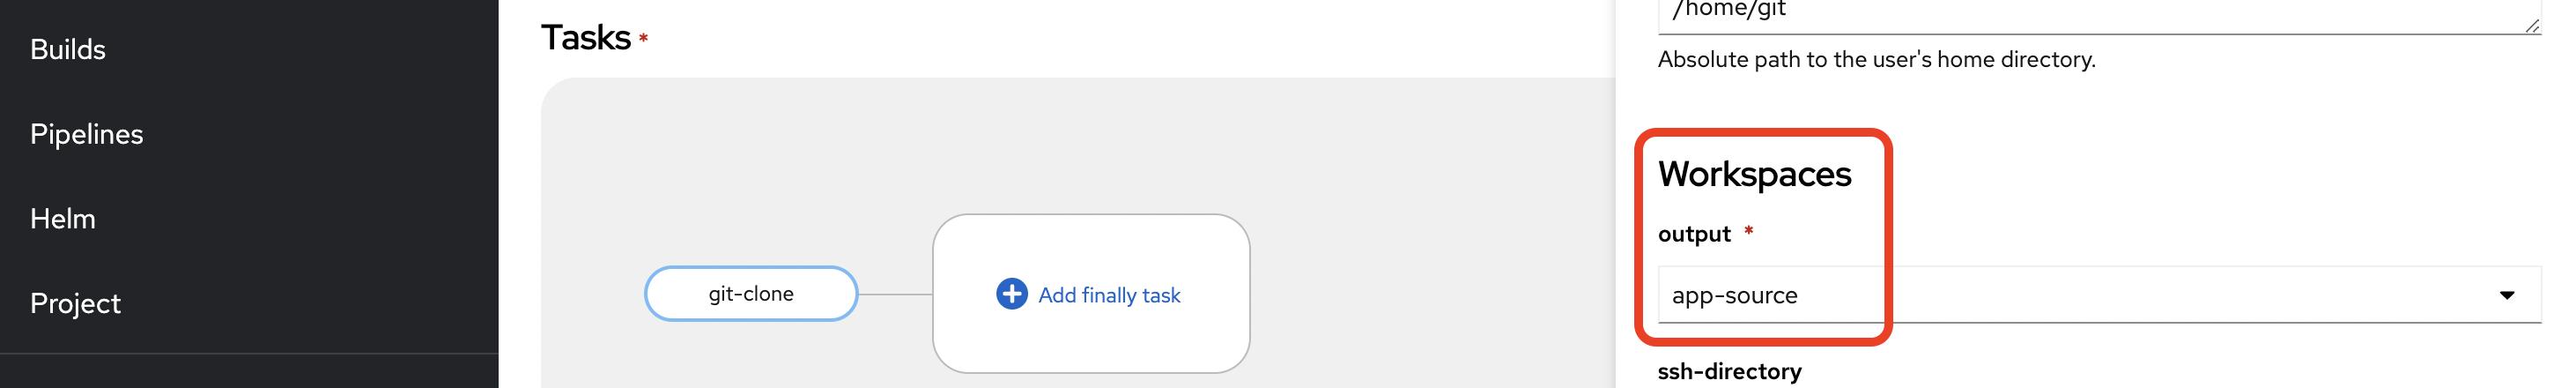 Builds
Pipelines
Helm
Project
Tasks *
git-clone
Add finally task
/home/git
Absolute path to the user's home directory.
Workspaces
output *
app-source
ssh-directory